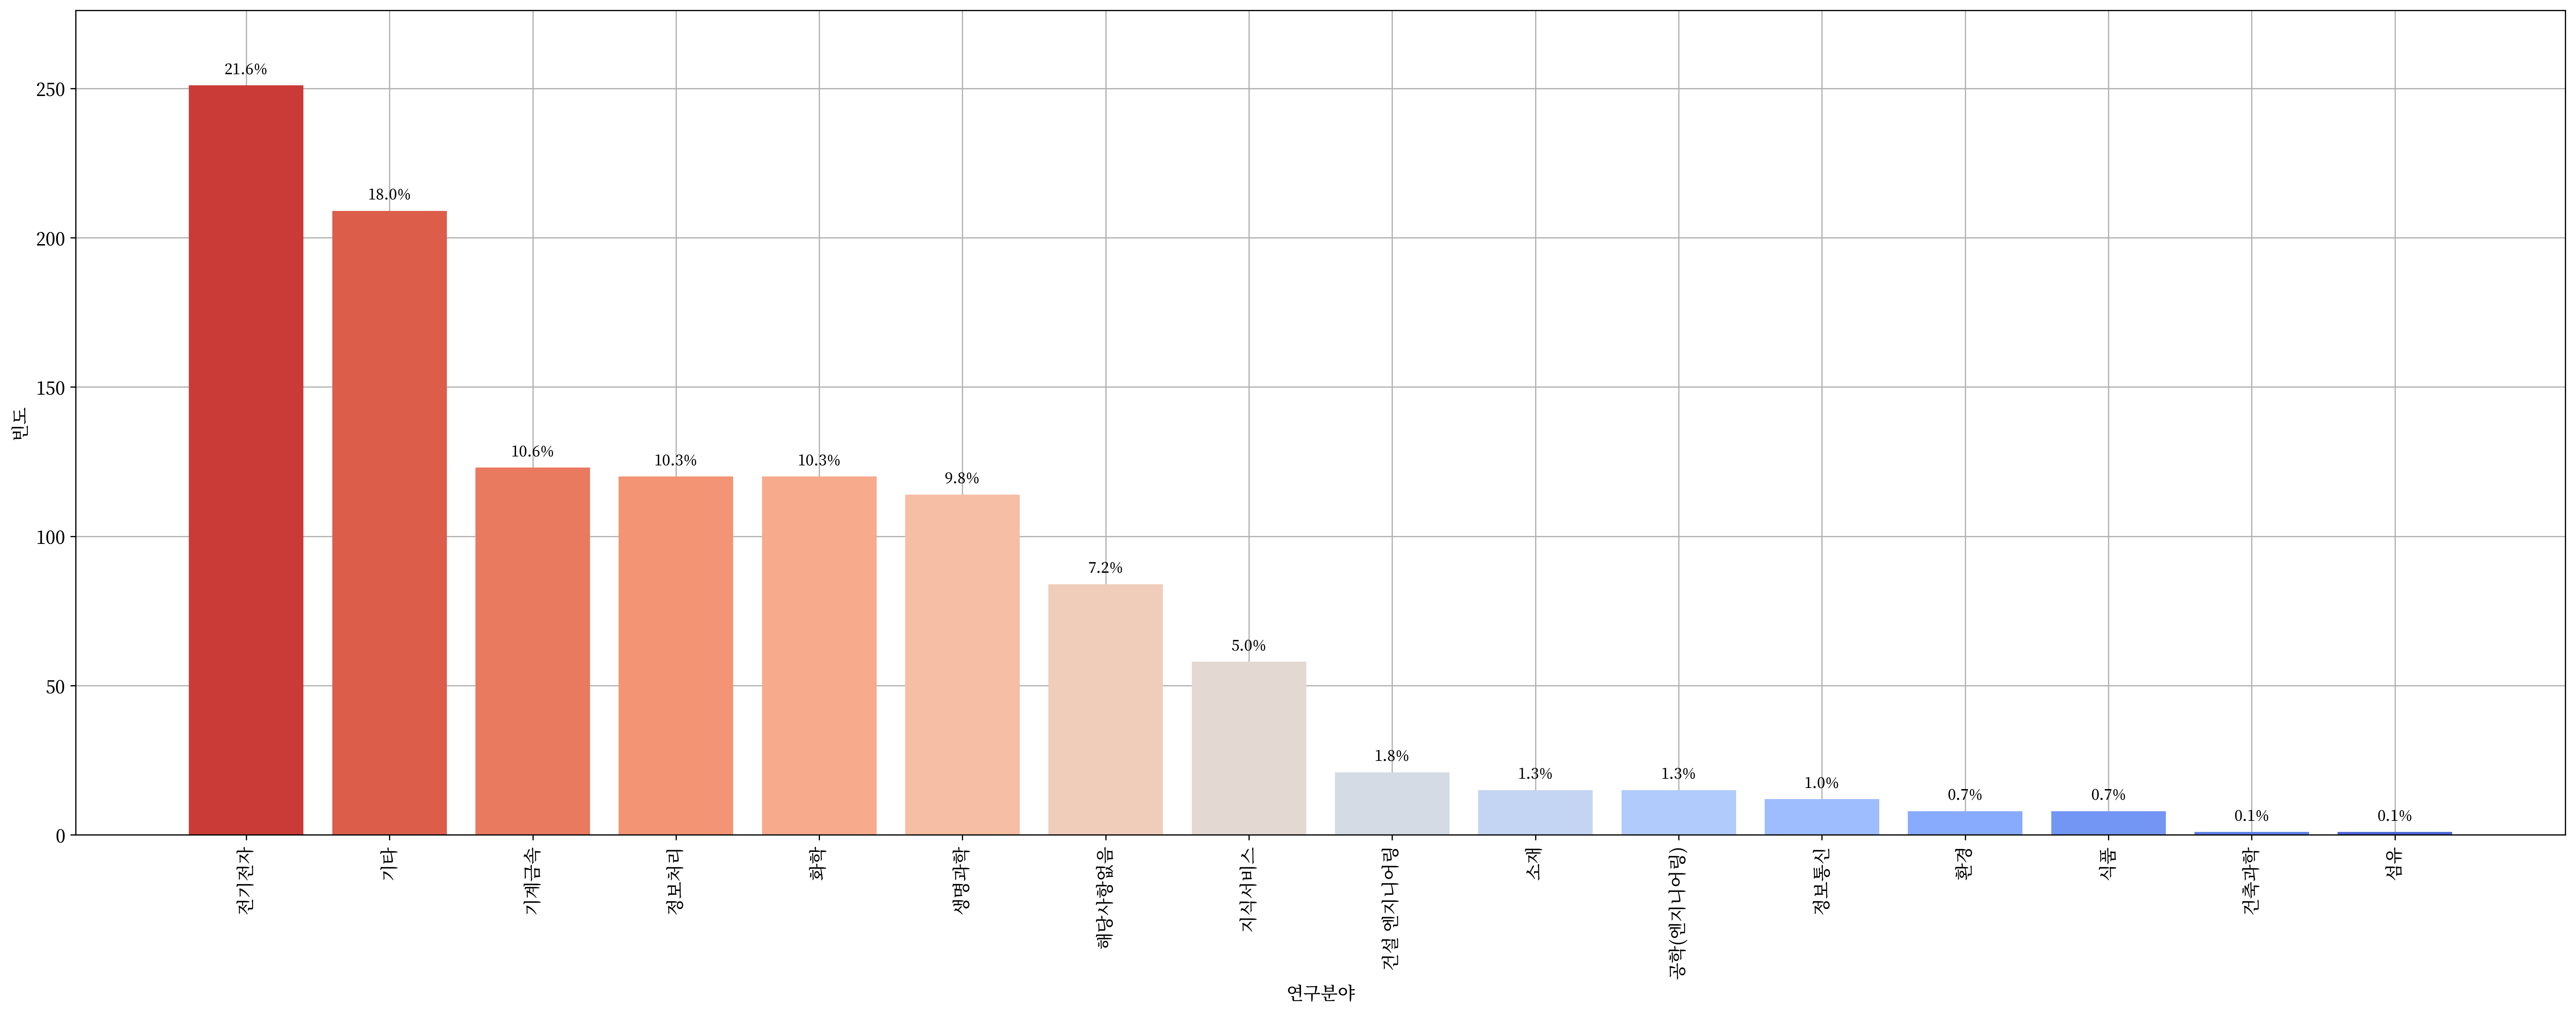 빈도
250
200
150
100
50
0
21.6%
18.0%
10.6%
10.3%
10.3%
9.8%
7.2%
5.0%
1.8%
1.3%
1.3%
1.0%
0.7%
0.7%
0.1%
0.1%
전기전자
기타
기계금속
정보처리
화학
생명과학
해당사항없음
지식서비스
건설 엔지니어링
소재
공학(엔지니어링)
정보통신
환경
식품
건축과학
섬유
연구분야